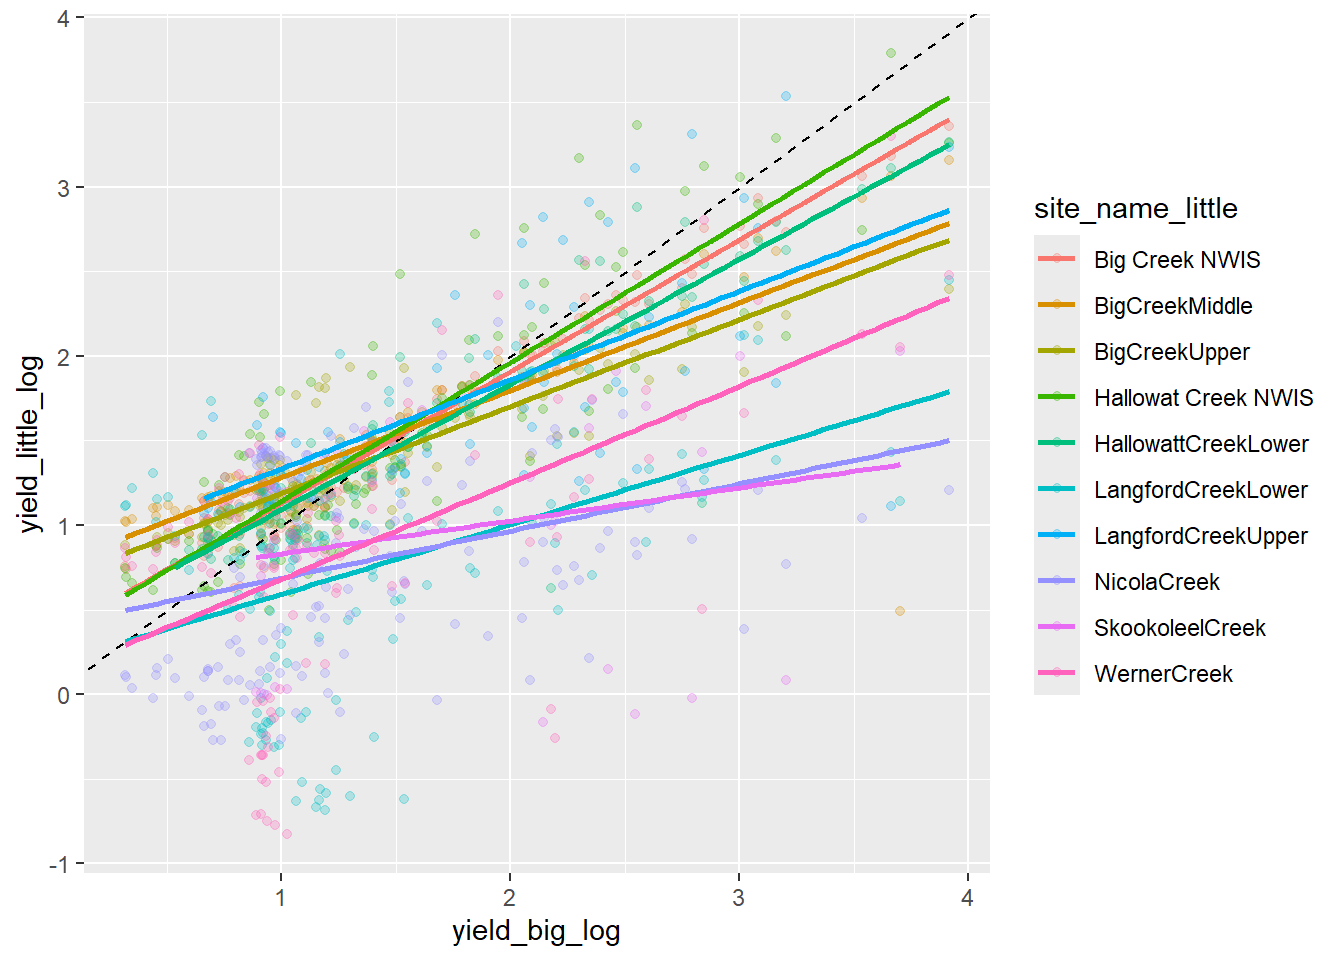 4
3
2
1
0
-1
1
2
3
4
yield_big_log
yield_little_log
site_name_little
Big Creek NWIS
BigCreekMiddle
BigCreekUpper
Hallowat Creek NWIS
HallowattCreekLower
LangfordCreekLower
LangfordCreekUpper
NicolaCreek
SkookoleelCreek
WernerCreek